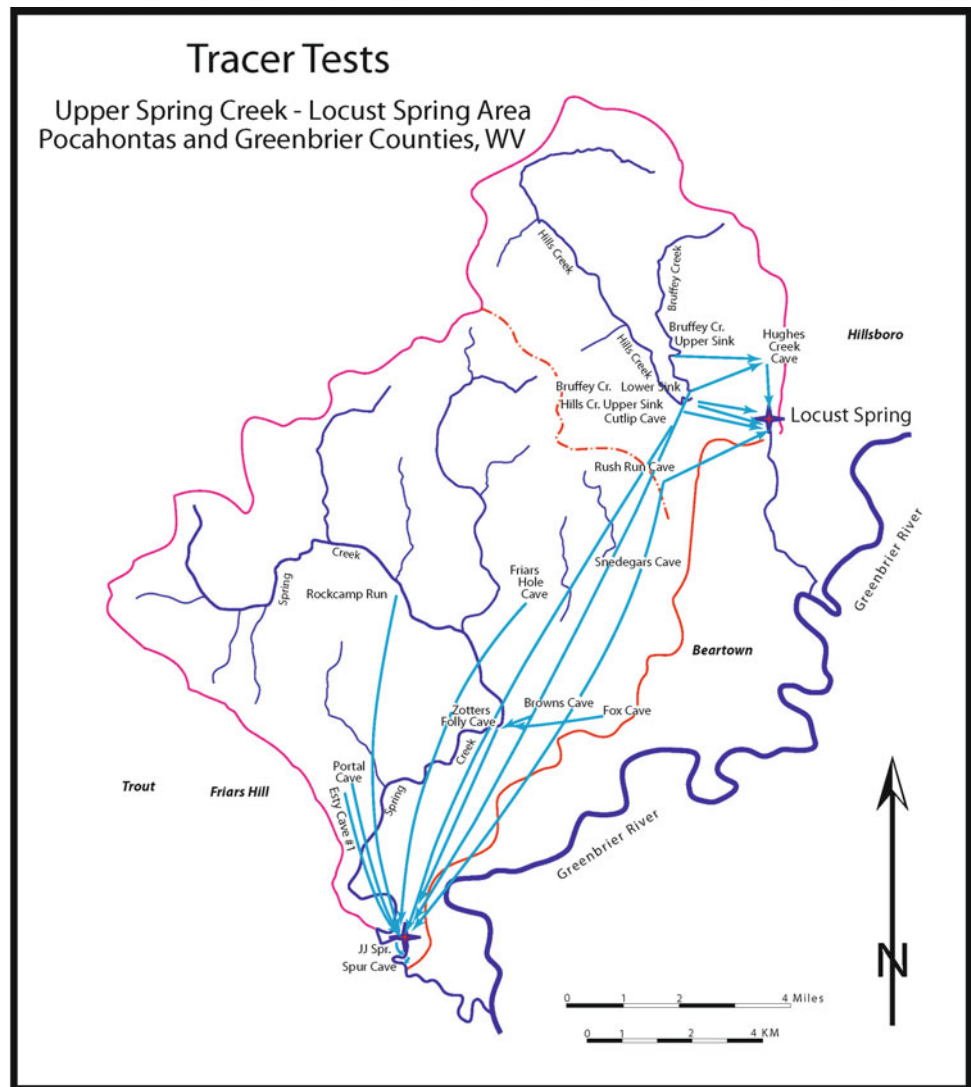 Tracer Tests
Upper Spring Creek - Locust Spring Area
Pocahontas and Greenbrier Counties, WV
Hills Creek
Bruffey Creek
Bruffey Cr.
Upper Sink
Hughes
Creek
Cave
Hillsboro
Hills Creek
Bruffey Cr. Lower Sink
Hills Cr. Upper Sink
Cutlip Cave
Locust Spring
Rush Run Cave
Greenbrier River
Creek
Spring
Rockcamp Run
Friars
Hole
Cave
Snedegars Cave
Greenbrier River
Beartown
Zotters
Folly Cave
Browns Cave
Fox Cave
Creek
Spring
Portal
Cave
Esty Cave #1
Trout
Friars Hill
Greenbrier River
JJ Spr.
Spur Cave
N
0 1 2 4 Miles
0 1 2 4 KM